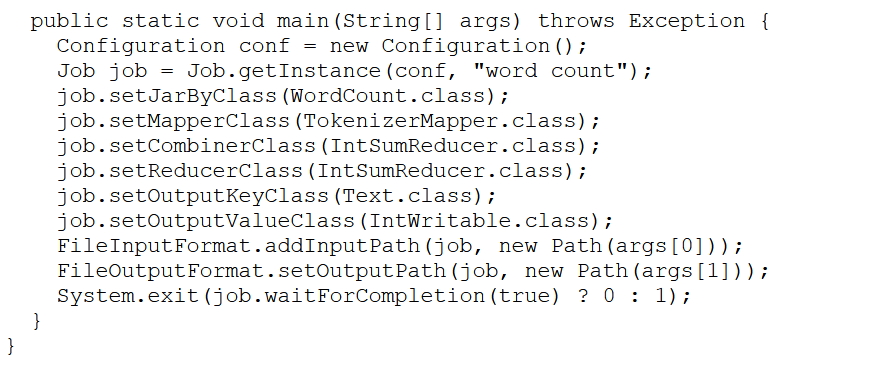 public static void main(String[] args) throws Exception {
Configuration conf = new Configuration();
Job job = Job.getInstance(conf, "word count");
job.setJarByClass(WordCount.class);
job.setMapperClass(TokenizerMapper.class);
job.setCombinerClass(IntSumReducer.class);
job.setReducerClass(IntSumReducer.class);
job.setOutputKeyClass(Text.class);
job.setOutputValueClass(IntWritable.class);
FileInputFormat.addInputPath(job, new Path(args[0]));
FileOutputFormat.setOutputPath(job, new Path(args[1]));
System.exit(job.waitForCompletion(true) ? 0 : 1);
}
}